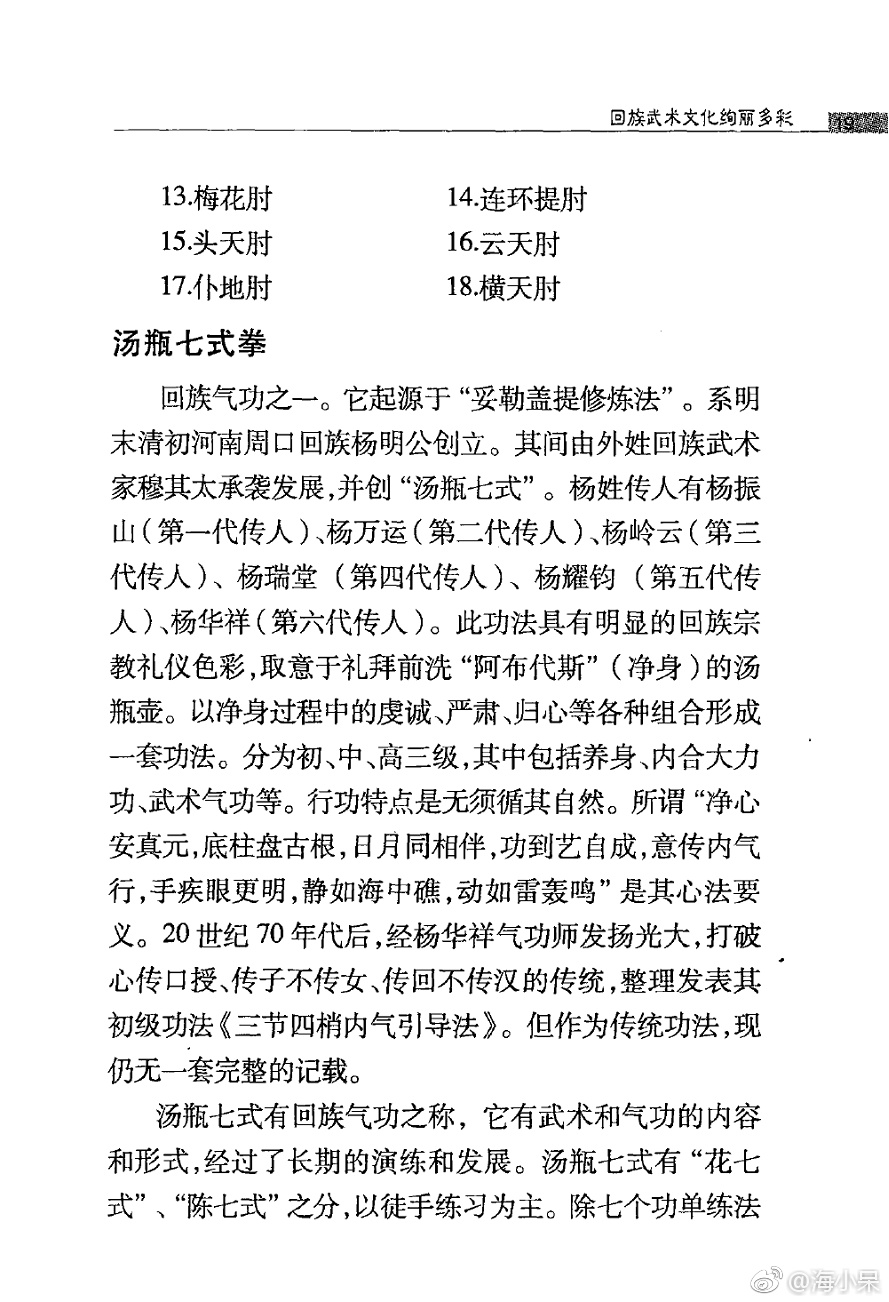 回族武术文化绚丽多彩
19
13.梅花肘 14.连环提肘
15.头天肘 16.云天肘
17.仆地肘 18.横天肘
汤瓶七式拳
回族气功之一。它起源于“妥勒盖提修炼法”。系明
末清初河南周口回族杨明公创立。其间由外姓回族武术
家穆其太承袭发展,并创“汤瓶七式”。杨姓传人有杨振
山(第一代传人)、杨万运(第二代传人)、杨岭云(第三
代传人)、杨瑞堂(第四代传人)、杨耀钧(第五代传
人)、杨华祥(第六代传人)。此功法具有明显的回族宗
教礼仪色彩,取意于礼拜前洗“阿布代斯”(净身)的汤
瓶壶。以净身过程中的虔诚、严肃、归心等各种组合形成
一套功法。分为初、中、高三级,其中包括养身、内合大力
功、武术气功等。行功特点是无须循其自然。所谓“净心
安真元,底柱盘古根,日月同相伴,功到艺自成,意传内气
行,手疾眼更明,静如海中礁,动如雷轰鸣”是其心法要
义。20世纪70年代后,经杨华祥气功师发扬光大,打破
心传口授、传子不传女、传回不传汉的传统,整理发表其
初级功法《三节四梢内气引导法》。但作为传统功法,现
仍无一套完整的记载。
汤瓶七式有回族气功之称,它有武术和气功的内容
和形式,经过了长期的演练和发展。汤瓶七式有“花七
式”、“陈七式”之分,以徒手练习为主。除七个功单练法
@海小呆